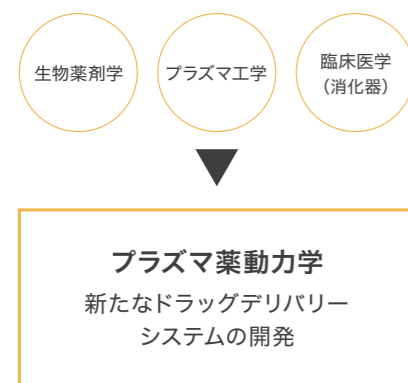 生物薬剤学
プラズマ工学
臨床医学
（消化器）
プラズマ薬動力学
新たなドラッグデリバリー
システムの開発